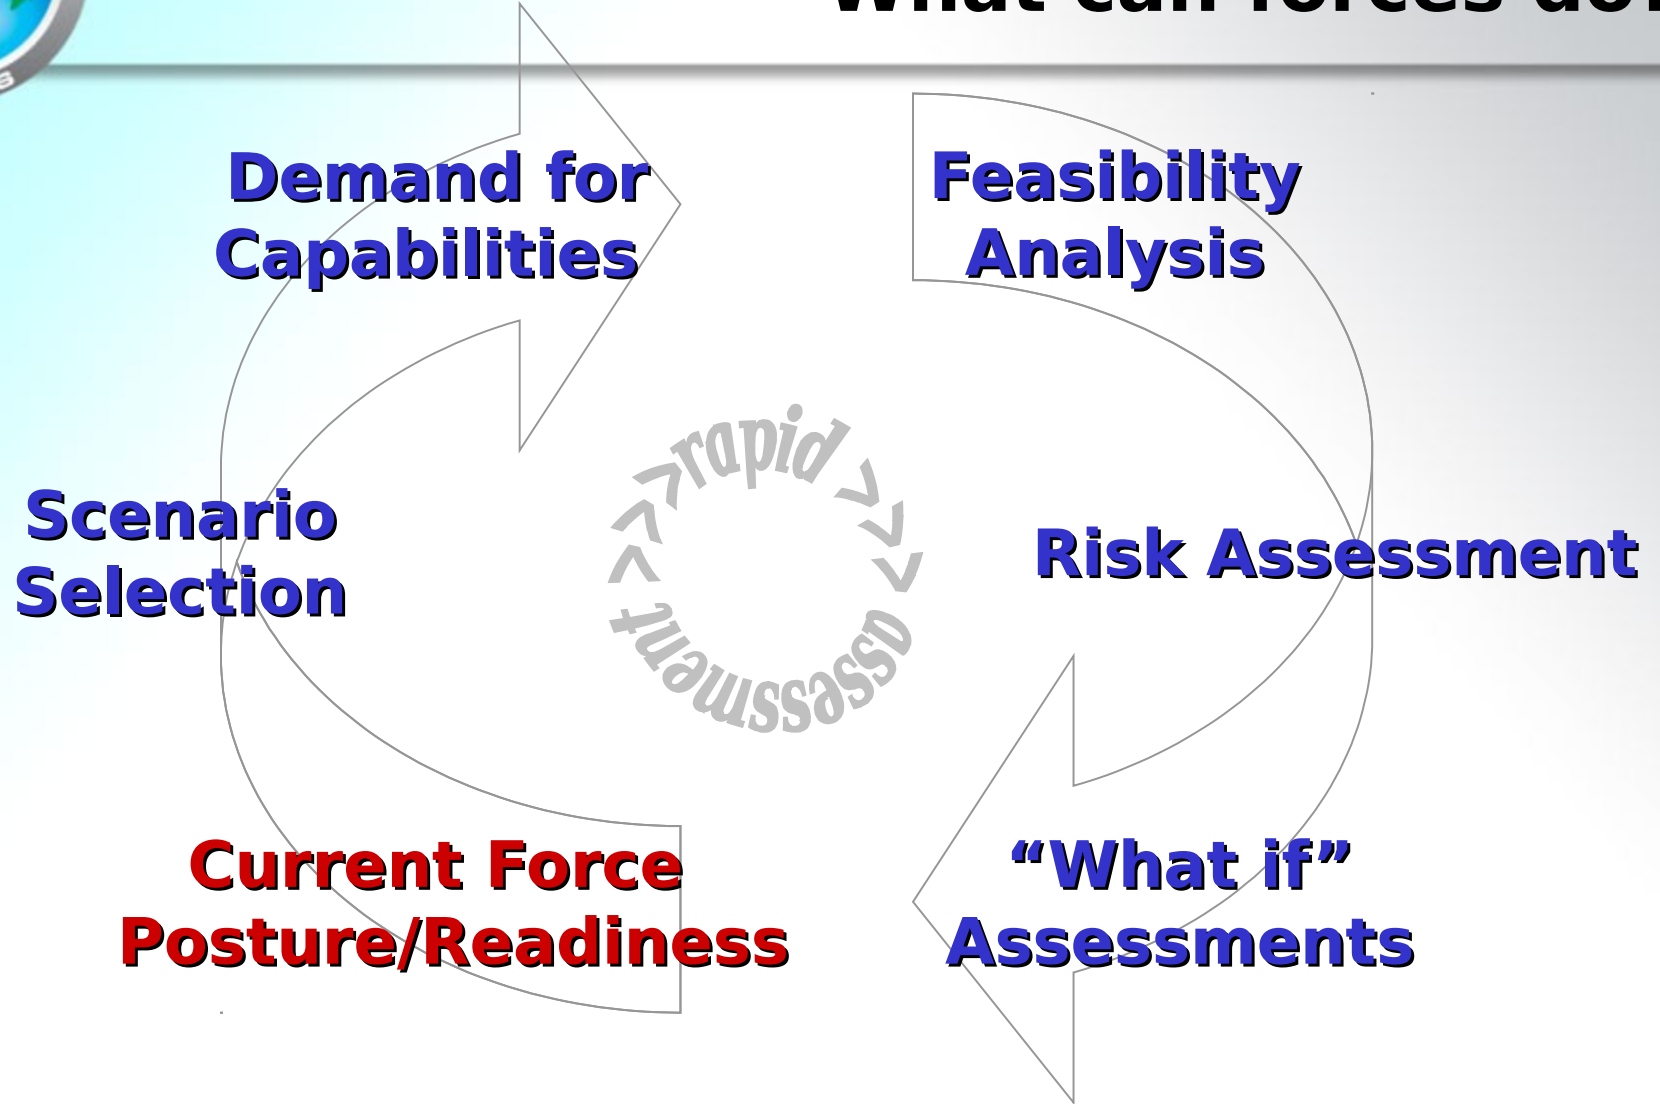 What can forces do?
Demand for
Capabilities
Feasibility
Analysis
>>>rapid >>>
assessment
Scenario
Selection
Risk Assessment
Current Force
Posture/Readiness
“What if”
Assessments